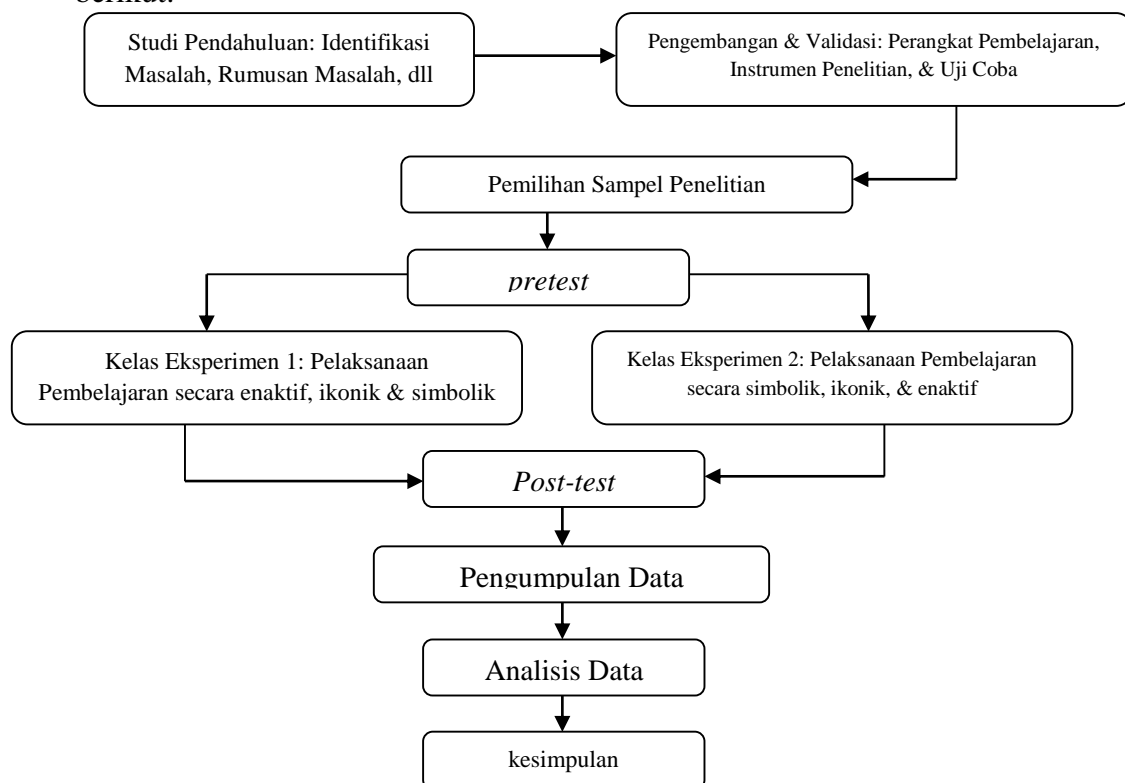 berikut:
Studi Pendahuluan: Identifikasi
Masalah, Rumusan Masalah, dll
Pengembangan & Validasi: Perangkat Pembelajaran,
Instrumen Penelitian, & Uji Coba
Pemilihan Sampel Penelitian
pretest
Kelas Eksperimen 1: Pelaksanaan
Pembelajaran secara enaktif, ikonik & simbolik
Kelas Eksperimen 2: Pelaksanaan Pembelajaran
secara simbolik, ikonik, & enaktif
Post-test
Pengumpulan Data
Analisis Data
kesimpulan